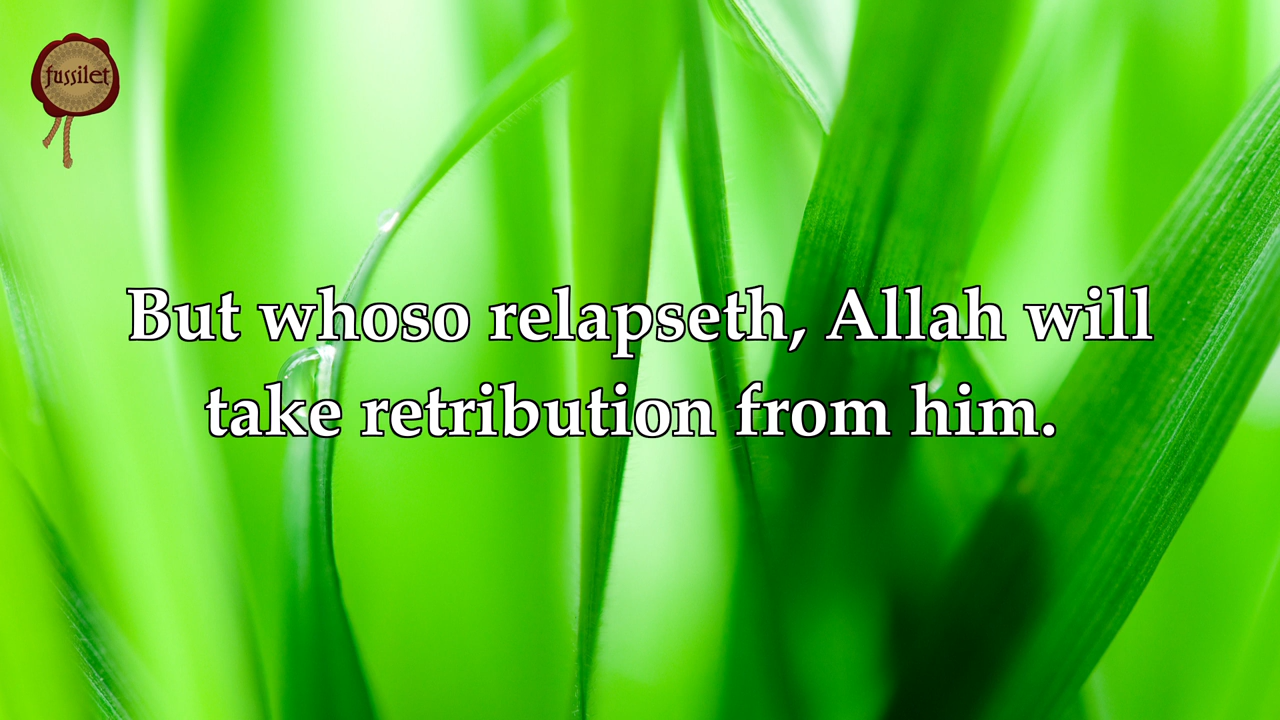 fussilet
But whoso relapseth, Allah will
take retribution from him.